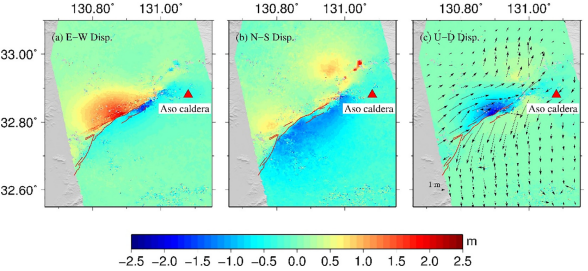 130.80° 131.00° 130.80° 131.00° 130.80° 131.00°
33.00°
32.80°
32.60°
(a) E−W Disp.
Aso caldera
(b) N−S Disp.
Aso caldera
(c) U−D Disp.
Aso caldera
1 m
−2.5 −2.0 −1.5 −1.0 −0.5 0.0 0.5 1.0 1.5 2.0 2.5
m